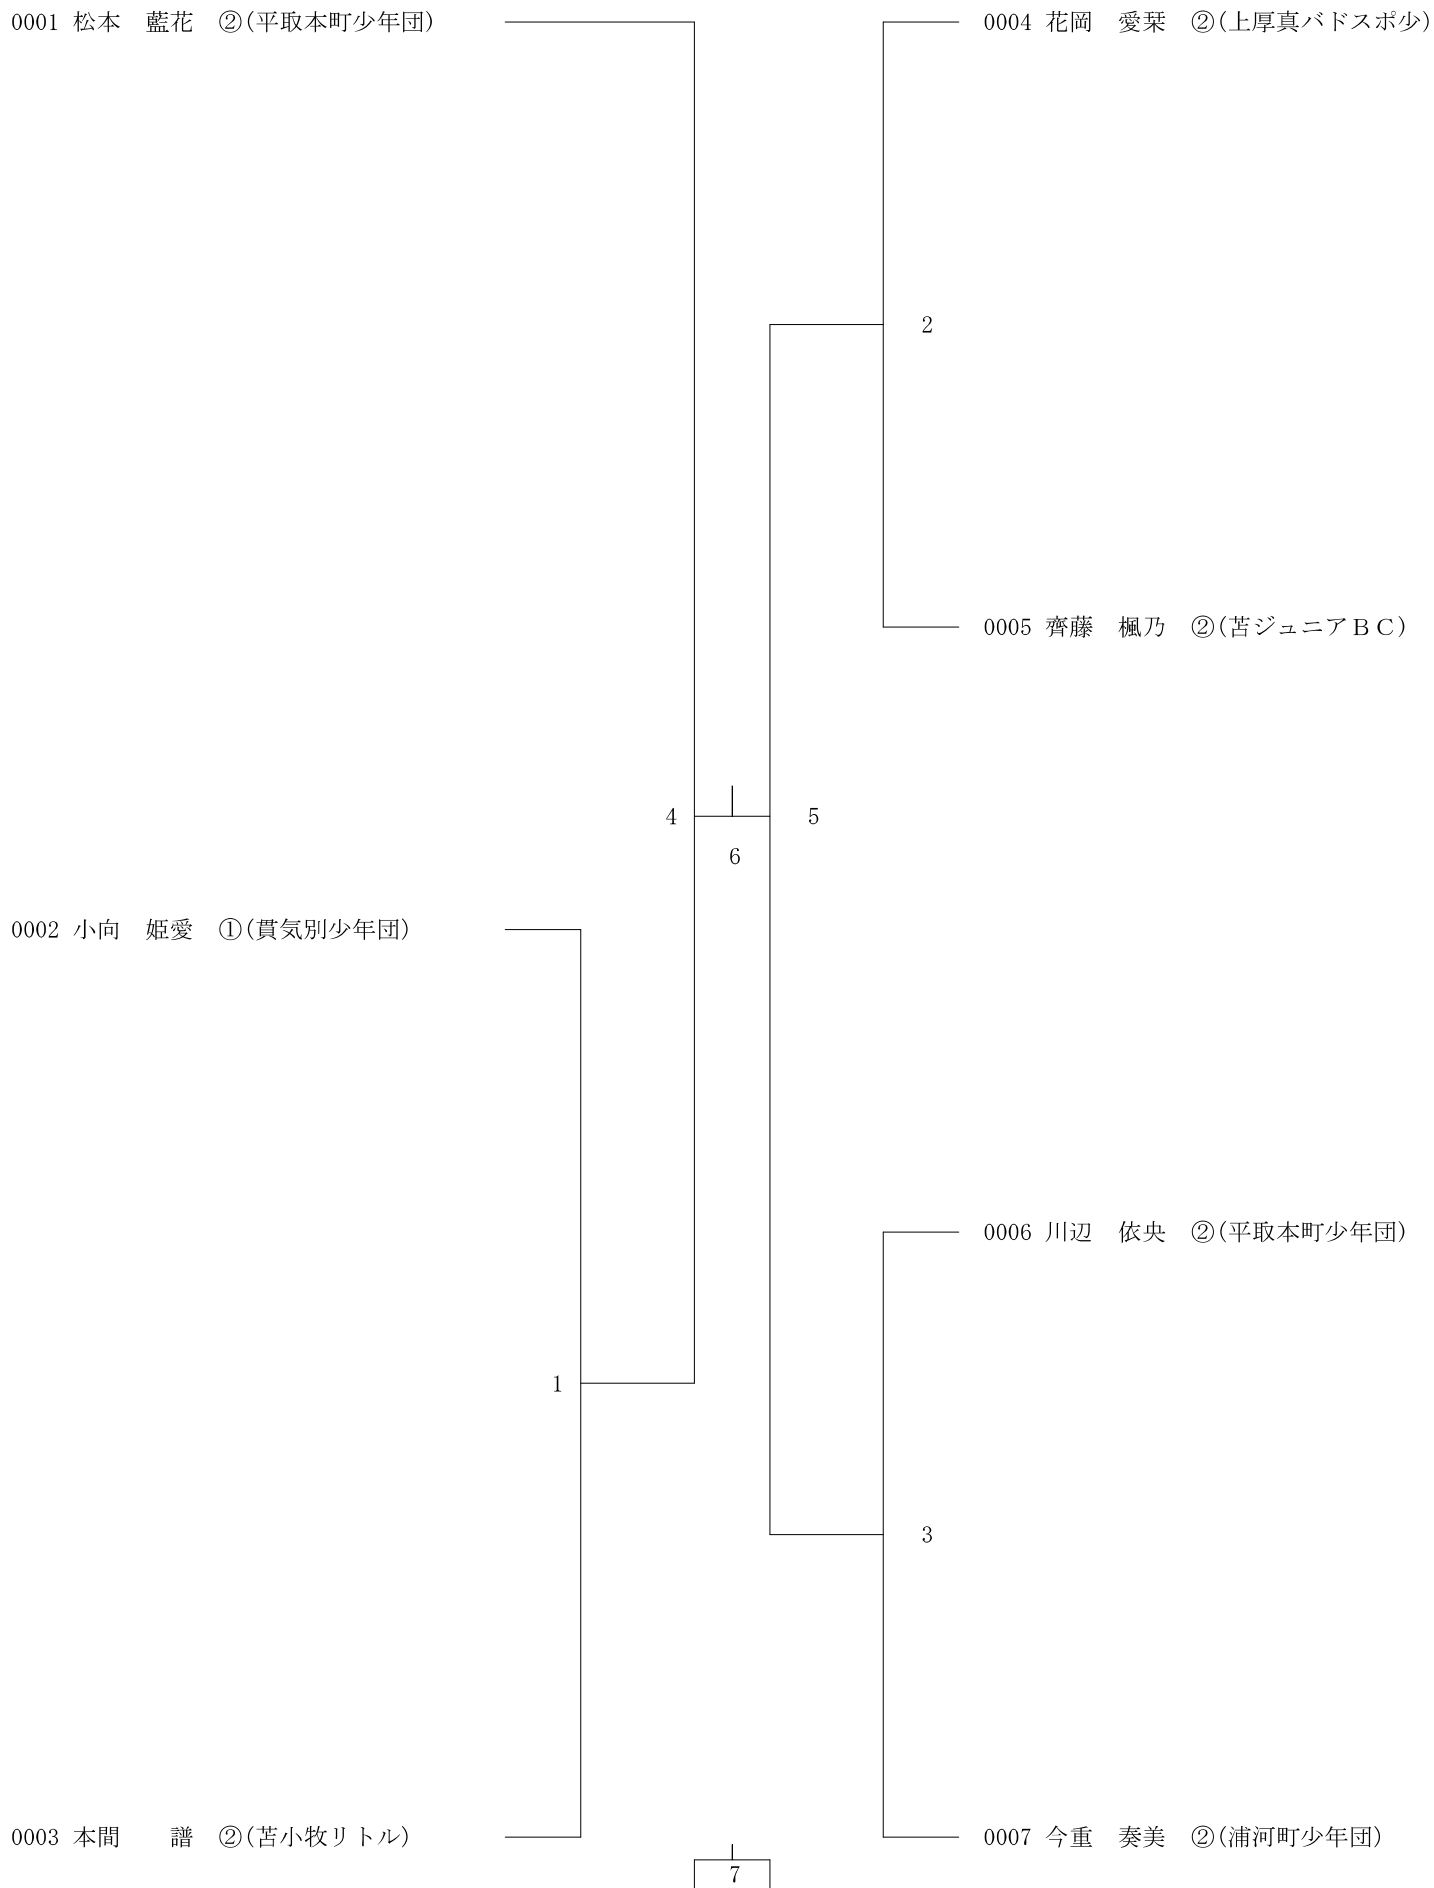 0001 松本　藍花　②(平取本町少年団)
0004 花岡　愛栞　②(上厚真バドスポ少)
2
0005 齊藤　楓乃　②(苫ジュニアＢＣ)
4
5
6
0002 小向　姫愛　①(貫気別少年団)
0006 川辺　依央　②(平取本町少年団)
1
3
0003 本間　　譜　②(苫小牧リトル)
0007 今重　奏美　②(浦河町少年団)
7